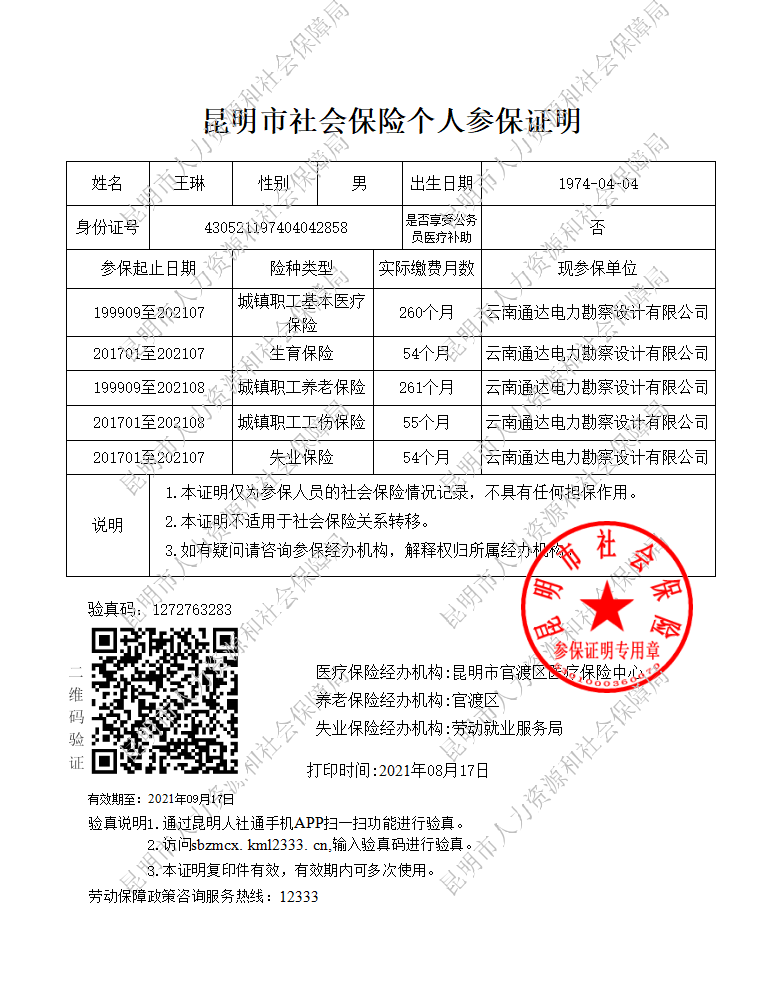 昆明市社会保险个人参保证明
姓名 王琳 性别 男 出生日期 1974-04-04
身份证号 430521197404042858 是否享受公务员医疗补助 否
参保起止日期 险种类型 实际缴费月数 现参保单位
199909至202107 城镇职工基本医疗保险 260个月 云南通达电力勘察设计有限公司
201701至202107 生育保险 54个月 云南通达电力勘察设计有限公司
199909至202108 城镇职工养老保险 261个月 云南通达电力勘察设计有限公司
201701至202108 城镇职工工伤保险 55个月 云南通达电力勘察设计有限公司
201701至202107 失业保险 54个月 云南通达电力勘察设计有限公司
说明
1.本证明仅为参保人员的社会保险情况记录，不具有任何担保作用。
2.本证明不适用于社会保险关系转移。
3.如有疑问请咨询参保经办机构，解释权归所属经办机构。
昆明市社会保险
参保证明专用章
验真码：1272763283
二维码验证
医疗保险经办机构:昆明市官渡区医疗保险中心
养老保险经办机构:官渡区
失业保险经办机构:劳动就业服务局
打印时间:2021年08月17日
有效期至：2021年09月17日
验真说明1.通过昆明人社通手机APP扫一扫功能进行验真。
2.访问sbzmcx.kml2333.cn,输入验真码进行验真。
3.本证明复印件有效，有效期内可多次使用。
劳动保障政策咨询服务热线：12333
昆明市人力资源和社会保障局